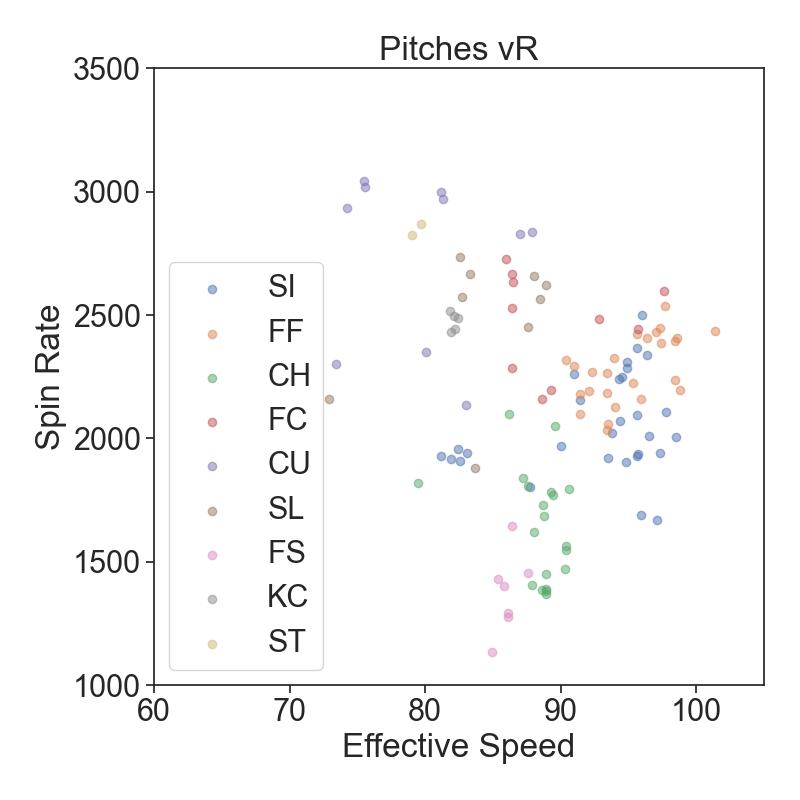 Pitches vR
3500
3000
2500
2000
1500
1000
Spin Rate
SI
FF
CH
FC
CU
SL
FS
KC
ST
60 70 80 90 100
Effective Speed